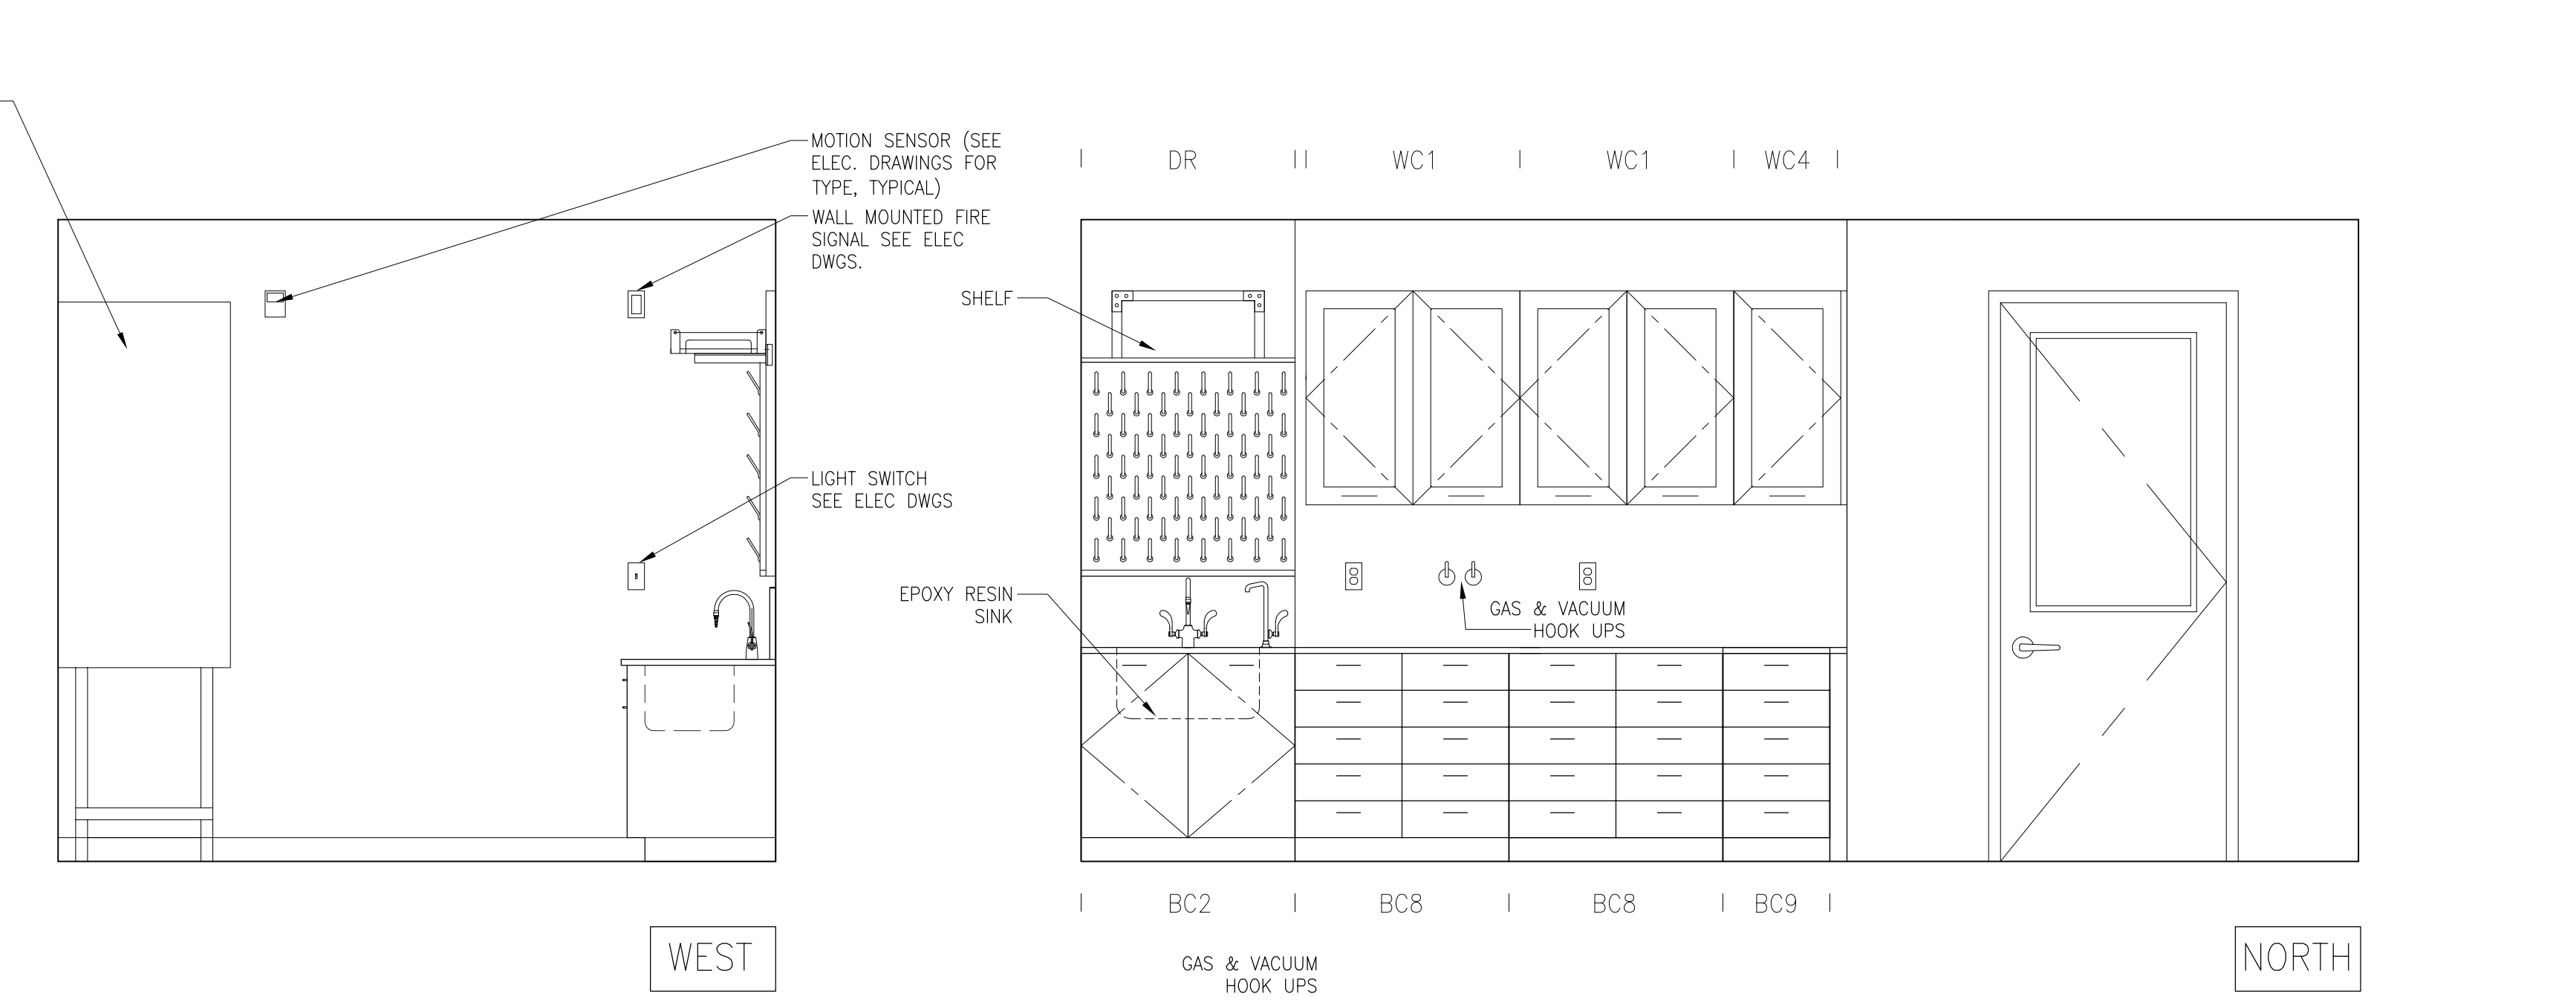 MOTION SENSOR (SEE
ELEC. DRAWINGS FOR
TYPE, TYPICAL)
WALL MOUNTED FIRE
SIGNAL SEE ELEC
DWGS.
LIGHT SWITCH
SEE ELEC DWGS
WEST
DR
WC1
WC1
WC4
SHELF
EPOXY RESIN
SINK
GAS & VACUUM
HOOK UPS
BC2
BC8
BC8
BC9
GAS & VACUUM
HOOK UPS
NORTH